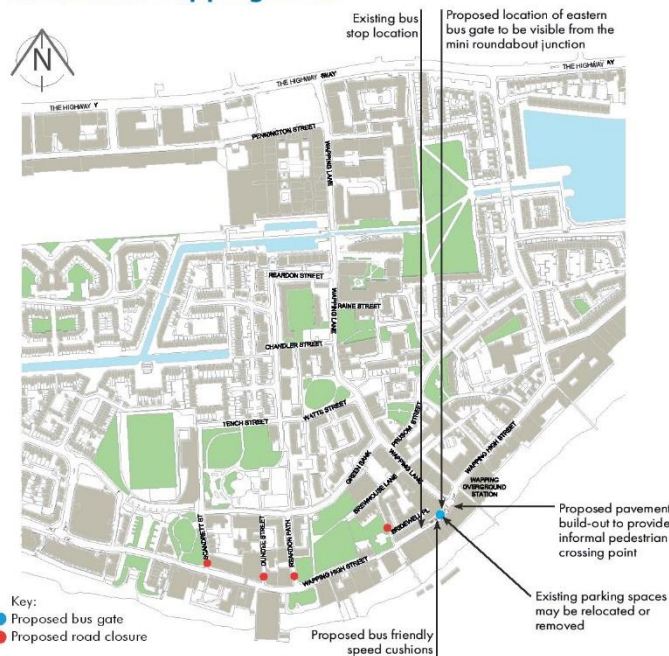 Existing bus
stop location
Proposed location of eastern
bus gate to be visible from the
mini roundabout junction
N
THE HIGHWAY
THE HIGHWAY
PENNINGTON STREET
WAPPING LANE
REARDON STREET
WAPPING LANE
RAINE STREET
CHANDLER STREET
WATTS STREET
TENCH STREET
PRUSOM STREET
GREEN BANK
WAPPING LANE
BREWHOUSE LANE
WAPPING HIGH STREET
WAPPING
OVERGROUND
STATION
SCANDRETT ST
DUNDEE STREET
REARDON PATH
BRIDEWELL PL
WAPPING HIGH STREET
Proposed pavement
build-out to provide
informal pedestrian
crossing point
Existing parking spaces
may be relocated or
removed
Proposed bus friendly
speed cushions
Key:
Proposed bus gate
Proposed road closure